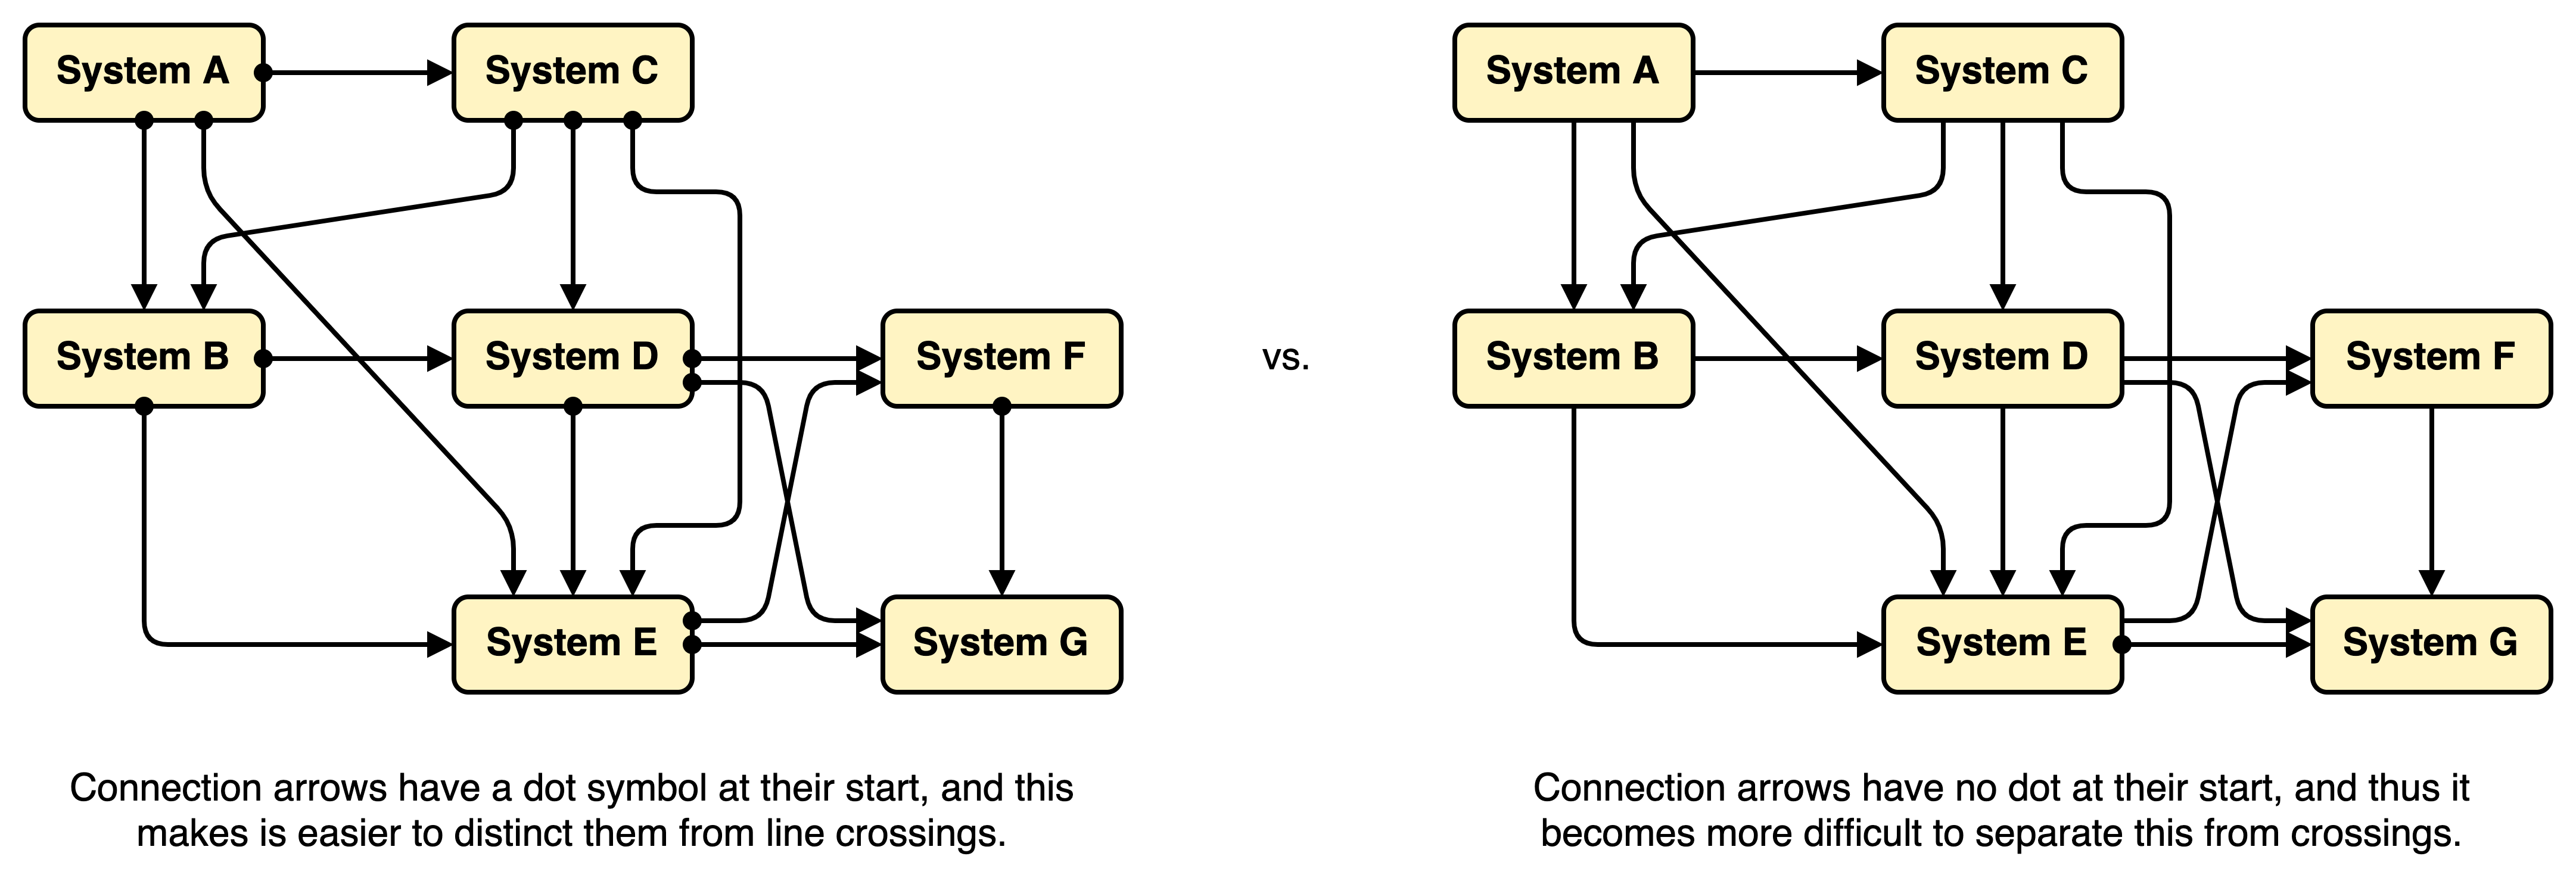 System A
System C
System B
System D
System F
System E
System G
Connection arrows have a dot symbol at their start, and this
makes is easier to distinct them from line crossings.
vs.
System A
System C
System B
System D
System F
System E
System G
Connection arrows have no dot at their start, and thus it
becomes more difficult to separate this from crossings.